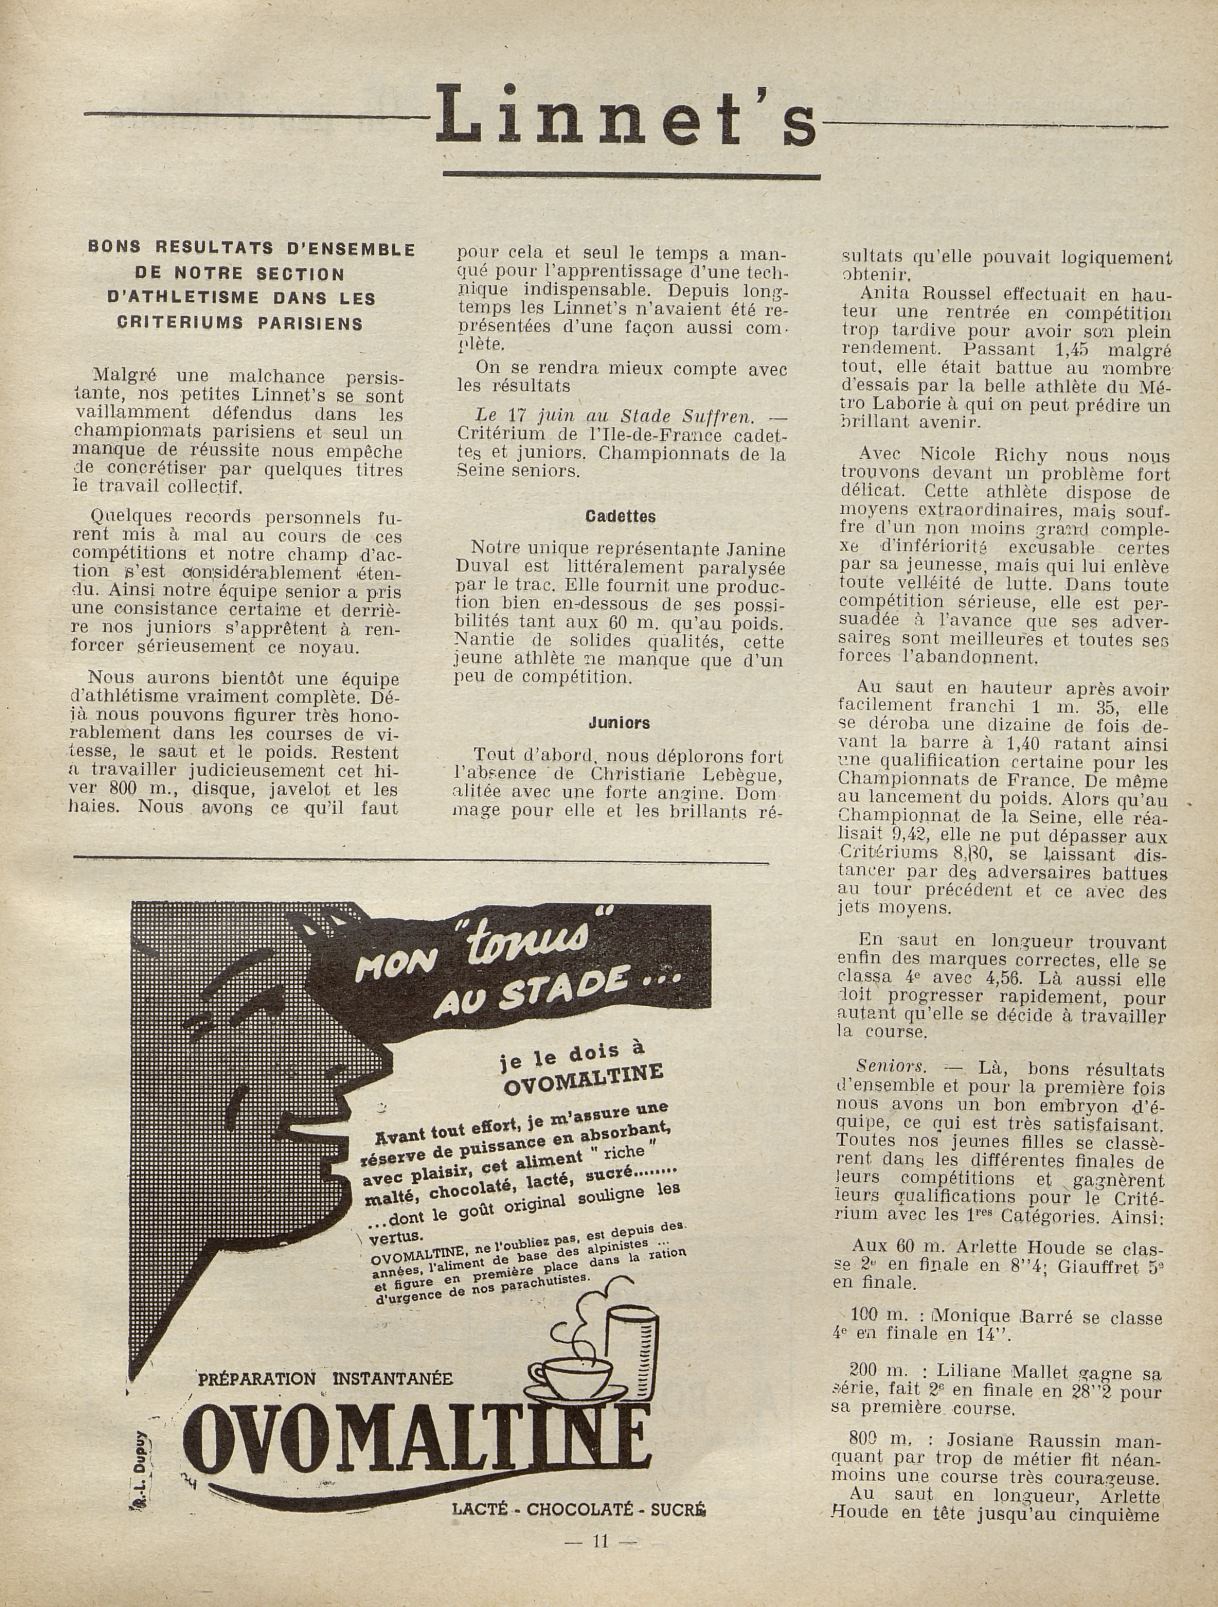 Linnet's
BONS RESULTATS D'ENSEMBLE
DE NOTRE SECTION
D'ATHLETISME DANS LES
CRITERIUMS PARISIENS
Malgré une malchance persis-
tante, nos petites Linnet's se sont
vaillamment défendus dans les
championnats parisiens et seul un
manque de réussite nous empêche
de concrétiser par quelques titres
le travail collectif.
Quelques records personnels fu-
rent mis à mal au cours de ces
compétitions et notre champ d'ac-
tion s'est considérablement éten-
du. Ainsi notre équipe senior a pris
une consistance certaine et derriè-
re nos juniors s'apprêtent à ren-
forcer sérieusement ce noyau.
Nous aurons bientôt une équipe
d'athlétisme vraiment complète. Dé-
jà nous pouvons figurer très hono-
rablement dans les courses de vi-
tesse, le saut et le poids. Restent
a travailler judicieusement cet hi-
ver 800 m., disque, javelot et les
haies. Nous avons ce qu'il faut
pour cela et seul le temps a man-
qué pour l'apprentissage d'une tech-
nique indispensable. Depuis long-
temps les Linnet's n'avaient été re-
présentées d'une façon aussi com-
plète.
On se rendra mieux compte avec
les résultats
Le 17 juin au Stade Suffren. —
Critérium de l'Ile-de-France cadet-
tes et juniors. Championnats de la
Seine seniors.
Cadettes
Notre unique représentante Janine
Duval est littéralement paralysée
par le trac. Elle fournit une produc-
tion bien en-dessous de ses possi-
bilités tant aux 60 m. qu'au poids.
Nantie de solides qualités, cette
jeune athlète ne manque que d'un
peu de compétition.
Juniors
Tout d'abord, nous déplorons fort
l'absence de Christiane Lebègue,
alitée avec une forte angine. Dom
mage pour elle et les brillants ré-
sultats qu'elle pouvait logiquement
obtenir.
Anita Roussel effectuait en hau-
teur une rentrée en compétition
trop tardive pour avoir son plein
rendement. Passant 1,45 malgré
tout, elle était battue au nombre
d'essais par la belle athlète du Mé-
tro Laborie à qui on peut prédire un
brillant avenir.
Avec Nicole Richy nous nous
trouvons devant un problème fort
délicat. Cette athlète dispose de
moyens extraordinaires, mais souf-
fre d'un non moins grand comple-
xe d'infériorité excusable certes
par sa jeunesse, mais qui lui enlève
toute velléité de lutte. Dans toute
compétition sérieuse, elle est per-
suadée à l'avance que ses adver-
saires sont meilleures et toutes ses
forces l'abandonnent.
Au saut en hauteur après avoir
facilement franchi 1 m. 35, elle
se déroba une dizaine de fois de-
vant la barre à 1,40 ratant ainsi
une qualifiication certaine pour les
Championnats de France. De même
au lancement du poids. Alors qu'au
Championnat de la Seine, elle réa-
lisait 9,42, elle ne put dépasser aux
Critériums 8,80, se laissant dis-
tancer par des adversaires battues
au tour précédent et ce avec des
jets moyens.
En saut en longueur trouvant
enfin des marques correctes, elle se
classa 4e avec 4,56. Là aussi elle
doit progresser rapidement, pour
autant qu'elle se décide à travailler
la course.
Seniors. — Là, bons résultats
d'ensemble et pour la première fois
nous avons un bon embryon d'é-
quipe, ce qui est très satisfaisant.
Toutes nos jeunes filles se classè-
rent dans les différentes finales de
leurs compétitions et gagnèrent
leurs qualifications pour le Crité-
rium avec les 1res Catégories. Ainsi:
Aux 60 m. Arlette Houde se clas-
se 2e en finale en 8''4; Giauffret 5e
en finale.
100 m. : Monique Barré se classe
4e en finale en 14''.
200 m. : Liliane Mallet gagne sa
série, fait 2e en finale en 28''2 pour
sa première course.
800 m. : Josiane Raussin man-
quant par trop de métier fit néan-
moins une course très courageuse.
Au saut en longueur, Arlette
Houde en tête jusqu'au cinquième
MON "tonus"
AU STADE...
je le dois à
OVOMALTINE
Avant tout effort, je m'assure une
réserve de puissance en absorbant,
avec plaisir, cet aliment " riche "
malté, chocolaté, lacté, sucré........
...dont le goût original souligne les
vertus.
OVOMALTINE, ne l'oubliez pas, est depuis des
années, l'aliment de base des alpinistes ...
et figure en première place dans la ration
d'urgence de nos parachutistes.
PRÉPARATION INSTANTANÉE
OVOMALTINE
R.-L. Dupuy
LACTÉ - CHOCOLATÉ - SUCRÉ
— 11 —